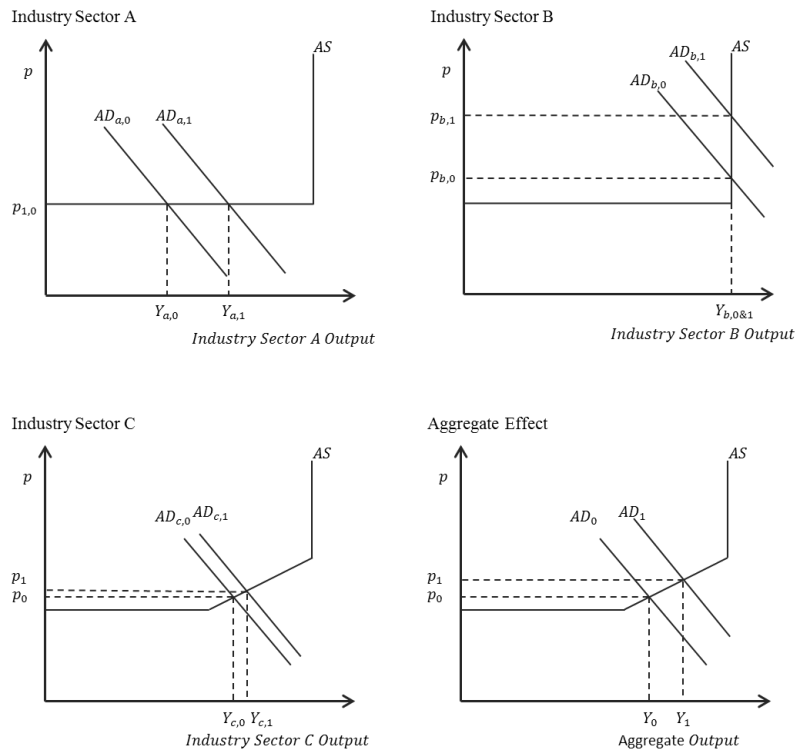 Industry Sector A
Industry Sector B
AS
p
AD_{a,0}
AD_{a,1}
p_{1,0}
Y_{a,0}
Y_{a,1}
Industry Sector A Output
AD_{b,1}
AS
p
AD_{b,0}
p_{b,1}
p_{b,0}
Y_{b,0&1}
Industry Sector B Output
Industry Sector C
Aggregate Effect
AS
p
AD_{c,0} AD_{c,1}
p_1
p_0
Y_{c,0} Y_{c,1}
Industry Sector C Output
AS
p
AD_0
AD_1
p_1
p_0
Y_0
Y_1
Aggregate Output